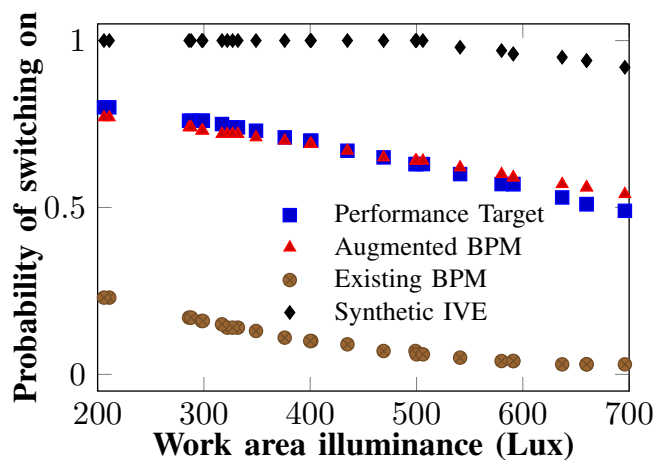 Probability of switching on
1
0.5
0
Performance Target
Augmented BPM
Existing BPM
Synthetic IVE
200 300 400 500 600 700
Work area illuminance (Lux)